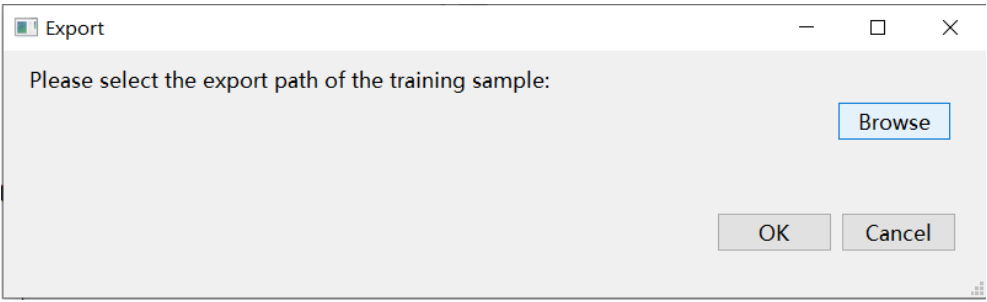 Export
Please select the export path of the training sample:
Browse
OK Cancel